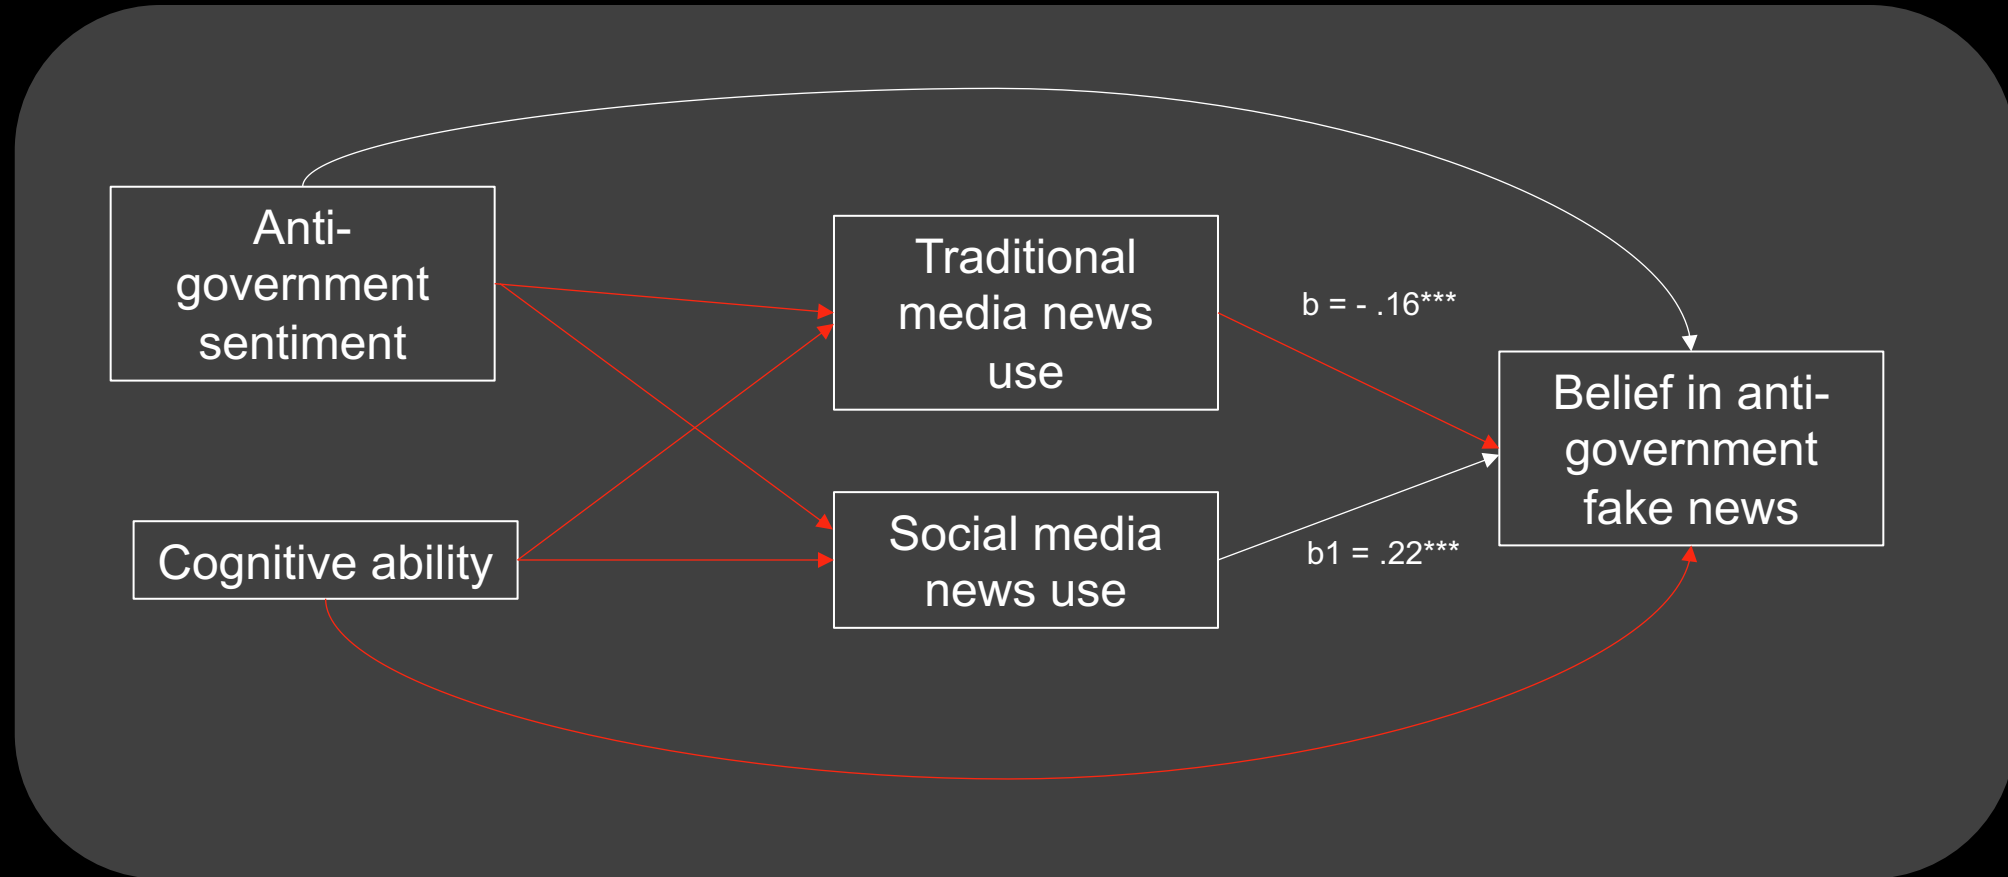 Anti-
government
sentiment
Traditional
media news
use
b = - .16***
Belief in anti-
government
fake news
Cognitive ability
Social media
news use
b1 = .22***